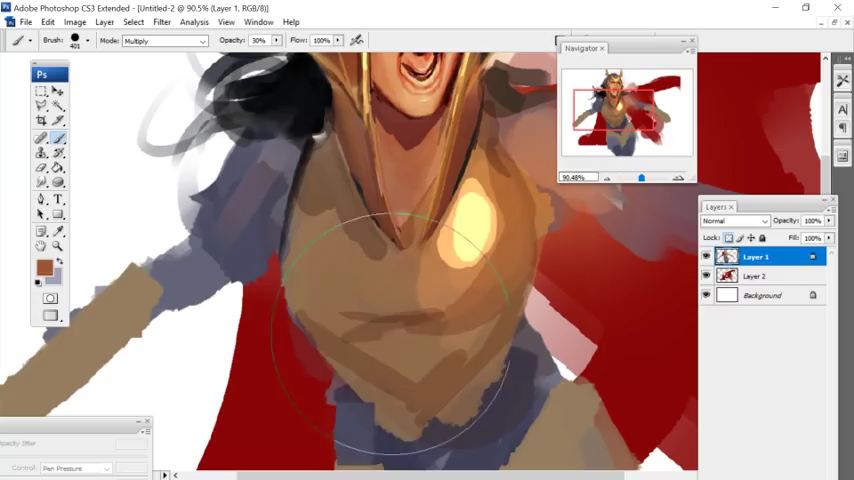 Adobe Photoshop CS3 Extended - [Untitled-2 @ 90.5% (Layer 1, RGB/8)]
File Edit Image Layer Select Filter Analysis View Window Help
Brush: 401 Mode: Multiply Opacity: 30% Flow: 100%
Ps
Navigator ×
90.48%
Layers ×
Normal Opacity: 100%
Lock: Fill: 100%
Layer 1
Layer 2
Background
Opacity Jitter
Control: Pen Pressure